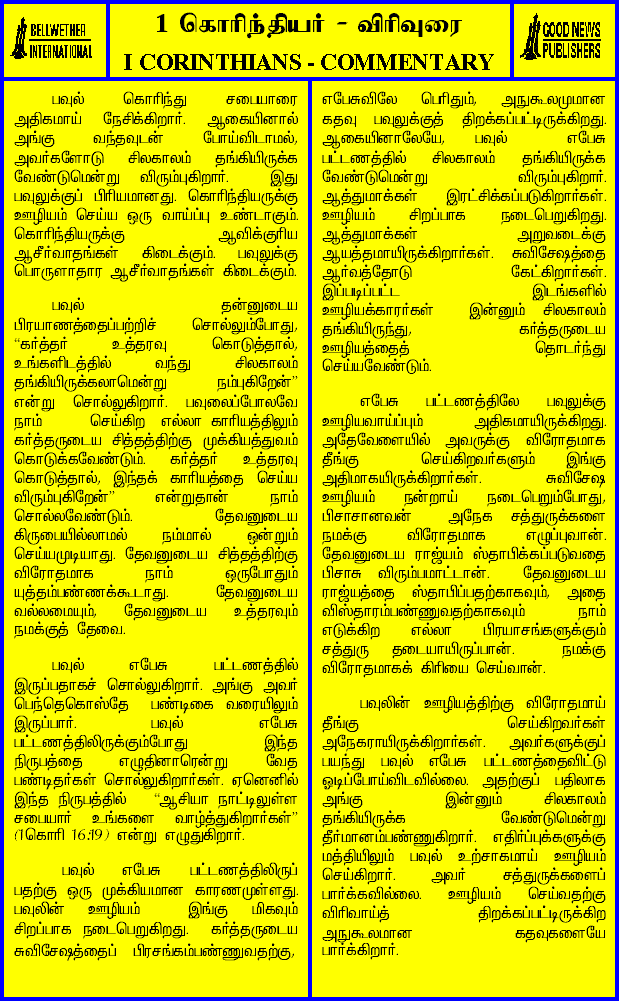 BELLWETHER
INTERNATIONAL
1 கொரிந்தியர் - விரிவுரை
I CORINTHIANS - COMMENTARY
GOOD NEWS
PUBLISHERS
பவுல் கொரிந்து சபையாரை
அதிகமாய் நேசிக்கிறார். ஆகையினால்
அங்கு வந்தவுடன் போய்விடாமல்,
அவர்களோடு சிலகாலம் தங்கியிருக்க
வேண்டுமென்று விரும்புகிறார். இது
பவுலுக்குப் பிரியமானது. கொரிந்தியருக்கு
ஊழியம் செய்ய ஒரு வாய்ப்பு உண்டாகும்.
கொரிந்தியருக்கு ஆவிக்குரிய
ஆசீர்வாதங்கள் கிடைக்கும். பவுலுக்கு
பொருளாதார ஆசீர்வாதங்கள் கிடைக்கும்.
பவுல் தன்னுடைய
பிரயாணத்தைப்பற்றிச் சொல்லும்போது,
“கர்த்தர் உத்தரவு கொடுத்தால்,
உங்களிடத்தில் வந்து சிலகாலம்
தங்கியிருக்கலாமென்று நம்புகிறேன்”
என்று சொல்லுகிறார். பவுலைப்போலவே
நாம் செய்கிற எல்லா காரியத்திலும்
கர்த்தருடைய சித்தத்திற்கு முக்கியத்துவம்
கொடுக்கவேண்டும். கர்த்தர் உத்தரவு
கொடுத்தால், இந்தக் காரியத்தை செய்ய
விரும்புகிறேன்” என்றுதான் நாம்
சொல்லவேண்டும். தேவனுடைய
கிருபையில்லாமல் நம்மால் ஒன்றும்
செய்யமுடியாது. தேவனுடைய சித்தத்திற்கு
விரோதமாக நாம் ஒருபோதும்
யுத்தம்பண்ணக்கூடாது. தேவனுடைய
வல்லமையும், தேவனுடைய உத்தரவும்
நமக்குத் தேவை.
பவுல் எபேசு பட்டணத்தில்
இருப்பதாகச் சொல்லுகிறார். அங்கு அவர்
பெந்தெகொஸ்தே பண்டிகை வரையிலும்
இருப்பார். பவுல் எபேசு
பட்டணத்திலிருக்கும்போது இந்த
நிருபத்தை எழுதினாரென்று வேத
பண்டிதர்கள் சொல்லுகிறார்கள். ஏனெனில்
இந்த நிருபத்தில் “ஆசியா நாட்டிலுள்ள
சபையார் உங்களை வாழ்த்துகிறார்கள்”
(1கொரி 16:19) என்று எழுதுகிறார்.
பவுல் எபேசு பட்டணத்திலிருப்
பதற்கு ஒரு முக்கியமான காரணமுள்ளது.
பவுலின் ஊழியம் இங்கு மிகவும்
சிறப்பாக நடைபெறுகிறது. கர்த்தருடைய
சுவிசேஷத்தைப் பிரசங்கம்பண்ணுவதற்கு,
எபேசுவிலே பெரிதும், அநுகூலமுமான
கதவு பவுலுக்குத் திறக்கப்பட்டிருக்கிறது.
ஆகையினாலேயே, பவுல் எபேசு
பட்டணத்தில் சிலகாலம் தங்கியிருக்க
வேண்டுமென்று விரும்புகிறார்.
ஆத்துமாக்கள் இரட்சிக்கப்படுகிறார்கள்.
ஊழியம் சிறப்பாக நடைபெறுகிறது.
ஆத்துமாக்கள் அறுவடைக்கு
ஆயத்தமாயிருக்கிறார்கள். சுவிசேஷத்தை
ஆர்வத்தோடு கேட்கிறார்கள்.
இப்படிப்பட்ட இடங்களில்
ஊழியக்காரர்கள் இன்னும் சிலகாலம்
தங்கியிருந்து, கர்த்தருடைய
ஊழியத்தைத் தொடர்ந்து
செய்யவேண்டும்.
எபேசு பட்டணத்திலே பவுலுக்கு
ஊழியவாய்ப்பும் அதிகமாயிருக்கிறது.
அதேவேளையில் அவருக்கு விரோதமாக
தீங்கு செய்கிறவர்களும் இங்கு
அதிமாகயிருக்கிறார்கள். சுவிசேஷ
ஊழியம் நன்றாய் நடைபெறும்போது,
பிசாசானவன் அநேக சத்துருக்களை
நமக்கு விரோதமாக எழுப்புவான்.
தேவனுடைய ராஜ்யம் ஸ்தாபிக்கப்படுவதை
பிசாசு விரும்பமாட்டான். தேவனுடைய
ராஜ்யத்தை ஸ்தாபிப்பதற்காகவும், அதை
விஸ்தாரம்பண்ணுவதற்காகவும் நாம்
எடுக்கிற எல்லா பிரயாசங்களுக்கும்
சத்துரு தடையாயிருப்பான். நமக்கு
விரோதமாகக் கிரியை செய்வான்.
பவுலின் ஊழியத்திற்கு விரோதமாய்
தீங்கு செய்கிறவர்கள்
அநேகராயிருக்கிறார்கள். அவர்களுக்குப்
பயந்து பவுல் எபேசு பட்டணத்தைவிட்டு
ஓடிப்போய்விடவில்லை. அதற்குப் பதிலாக
அங்கு இன்னும் சிலகாலம்
தங்கியிருக்க வேண்டுமென்று
தீர்மானம்பண்ணுகிறார். எதிர்ப்புக்களுக்கு
மத்தியிலும் பவுல் உற்சாகமாய் ஊழியம்
செய்கிறார். அவர் சத்துருக்களைப்
பார்க்கவில்லை. ஊழியம் செய்வதற்கு
விரிவாய்த் திறக்கப்பட்டிருக்கிற
அநுகூலமான கதவுகளையே
பார்க்கிறார்.